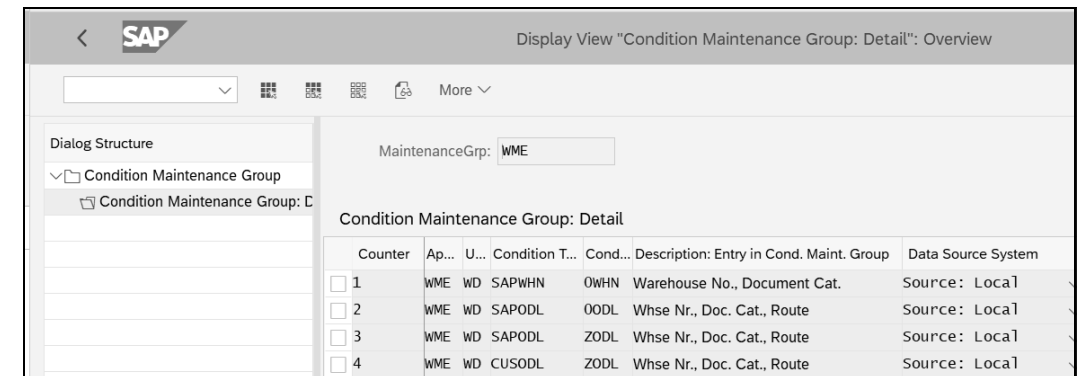 SAP Display View "Condition Maintenance Group: Detail": Overview
More
Dialog Structure
MaintenanceGrp: WME
Condition Maintenance Group
Condition Maintenance Group: D
Condition Maintenance Group: Detail
Counter Ap... U... Condition T... Cond... Description: Entry in Cond. Maint. Group Data Source System
1 WME WD SAPWHN 0WHN Warehouse No., Document Cat. Source: Local
2 WME WD SAPODL 0ODL Whse Nr., Doc. Cat., Route Source: Local
3 WME WD SAPODL ZODL Whse Nr., Doc. Cat., Route Source: Local
4 WME WD CUSODL ZODL Whse Nr., Doc. Cat., Route Source: Local